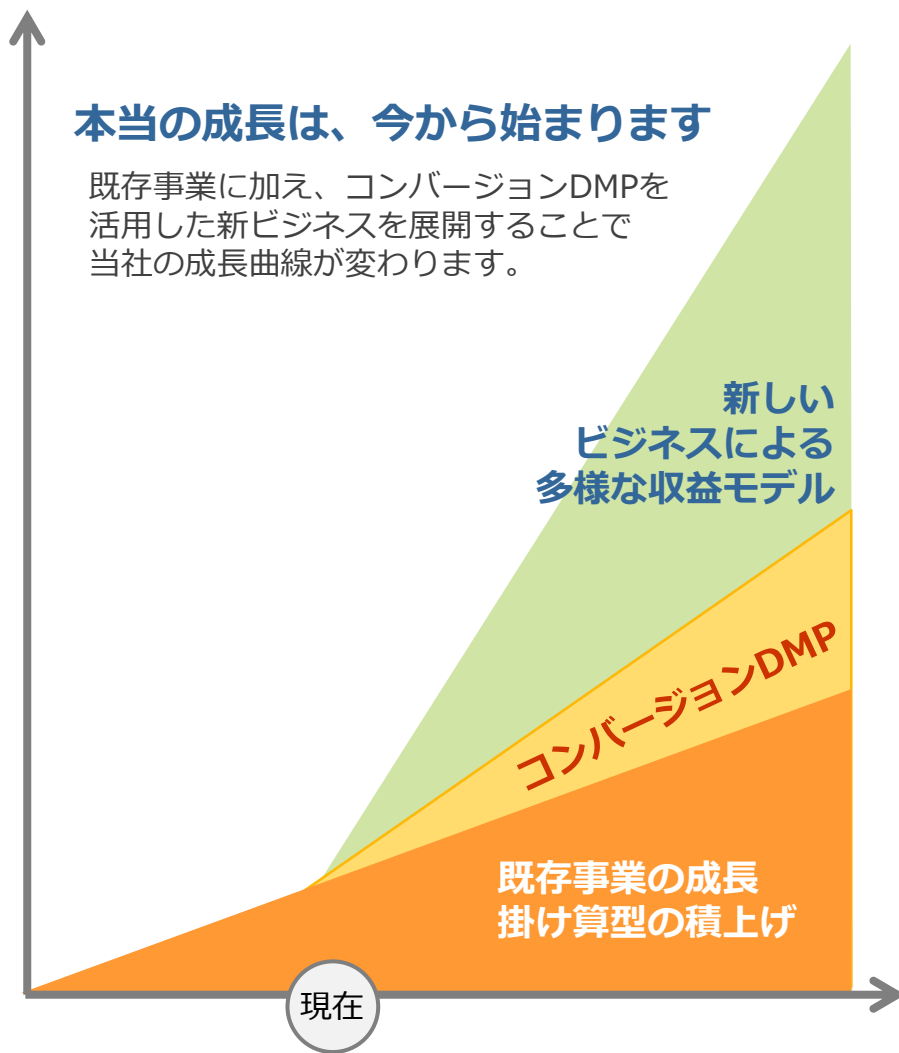 本当の成長は、今から始まります
既存事業に加え、コンバージョンDMPを
活用した新ビジネスを展開することで
当社の成長曲線が変わります。
新しい
ビジネスによる
多様な収益モデル
コンバージョンDMP
既存事業の成長
掛け算型の積上げ
現在